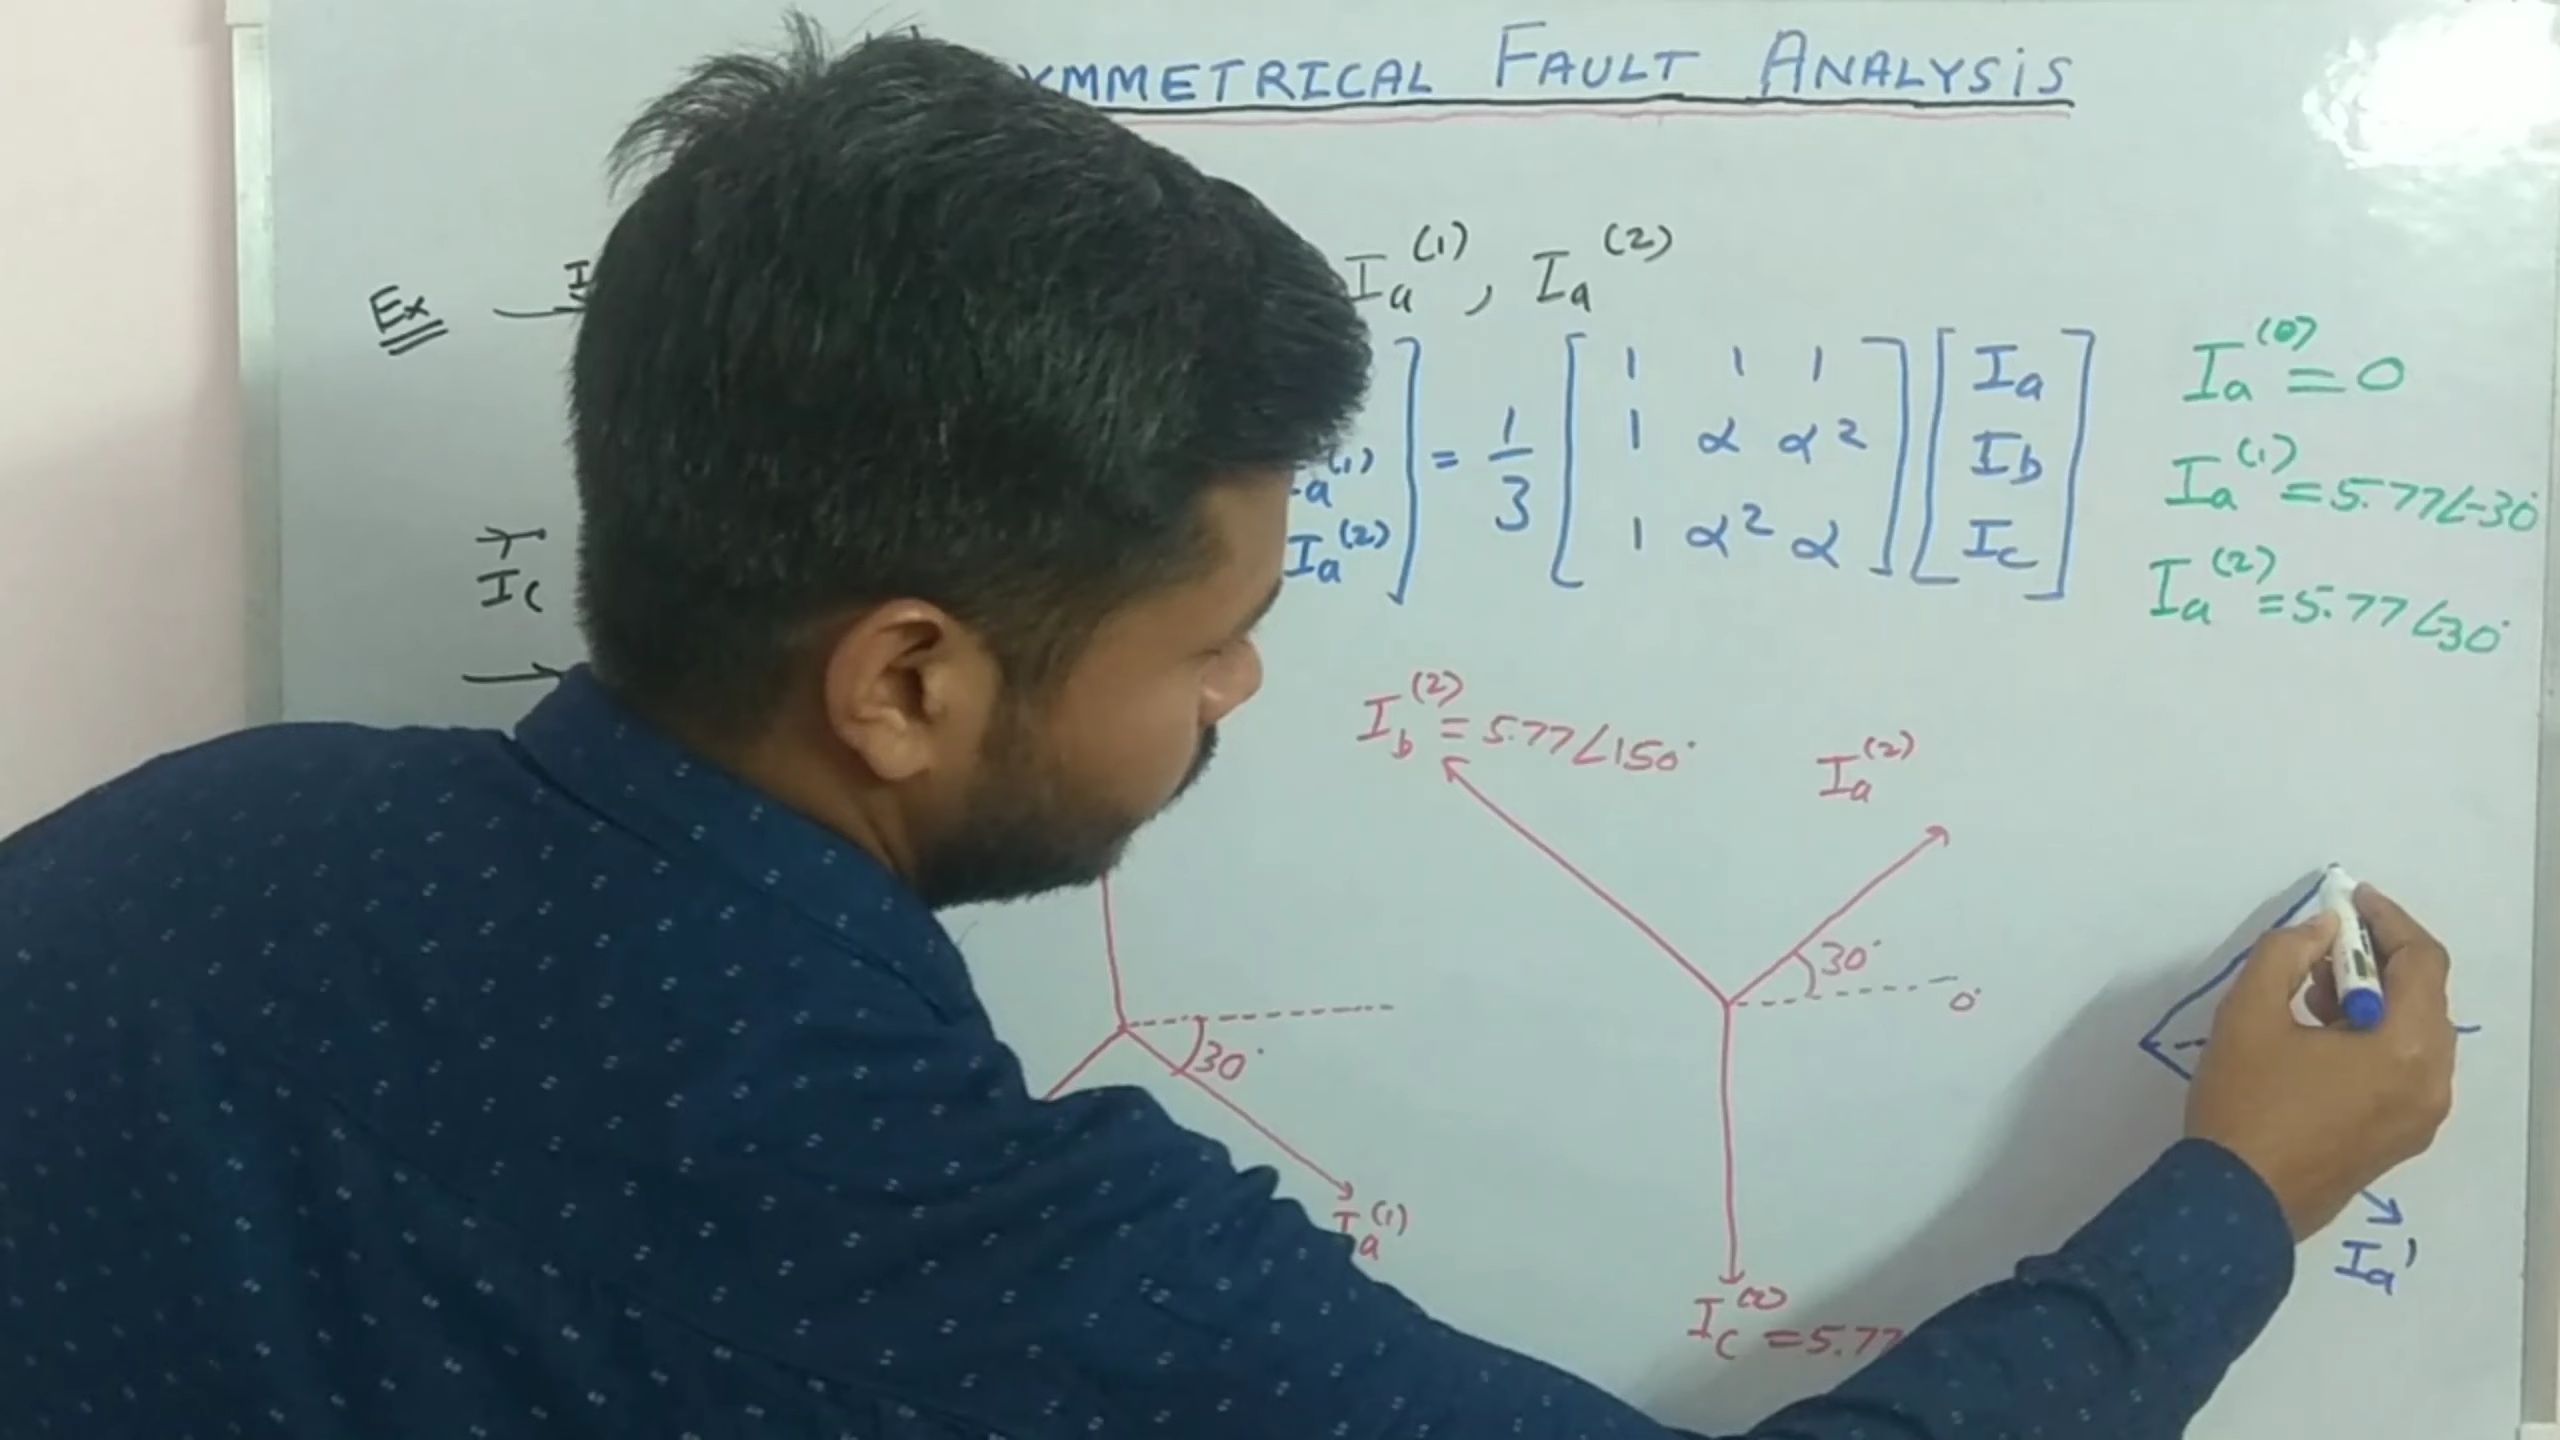 YMMETRICAL FAULT ANALYSIS
Ex I Ia(1), Ia(2)
a(1) Ia(2) = 1/3
1 1 1
1 α α²
1 α² α
Ia
Ib
Ic
Ia(0) = 0
Ia(1) = 5.77∠-30°
Ia(2) = 5.77∠30°
Ic
Ib(2) = 5.77∠150°
Ia(2)
30°
0°
30°
Ia(1)
Ic(2) = 5.77
Ia'